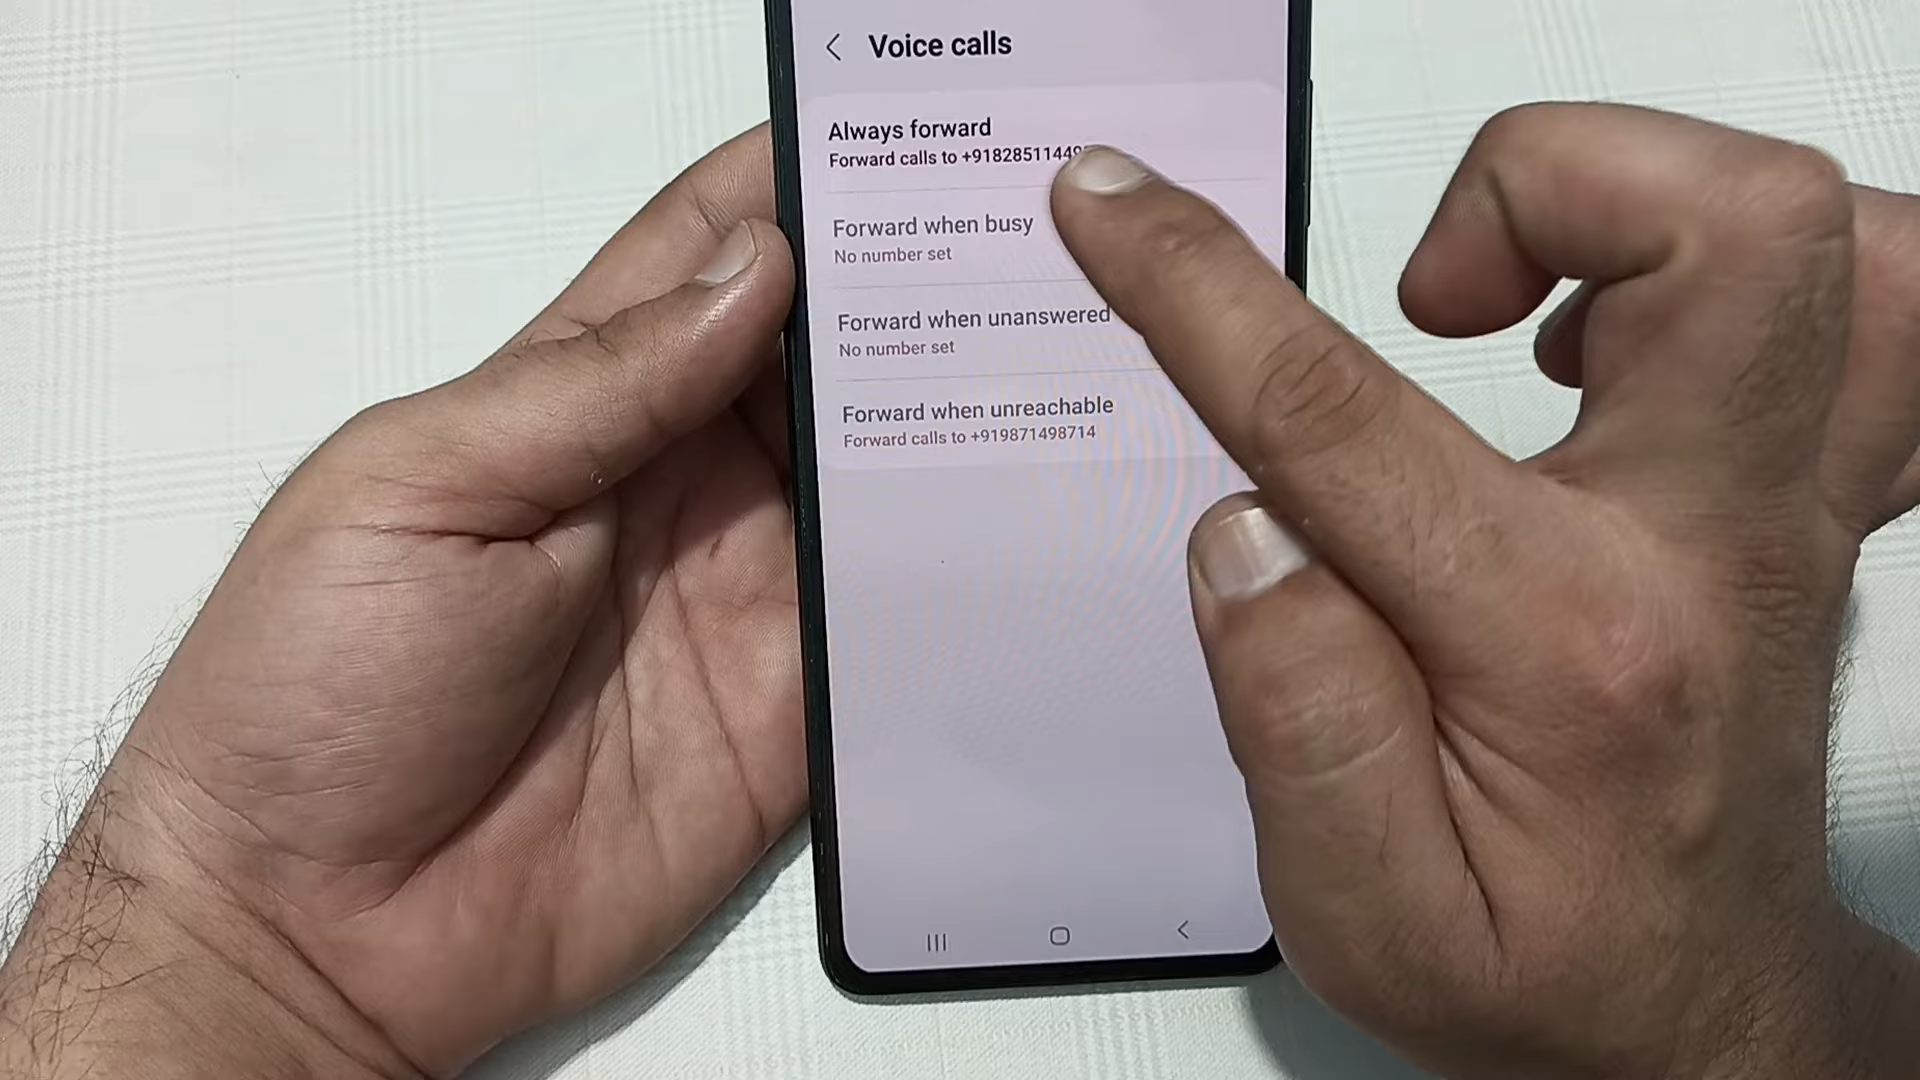 Voice calls
Always forward
Forward calls to
Forward when busy
No number set
Forward when unanswered
No number set
Forward when unreachable
Forward calls to +919871498714